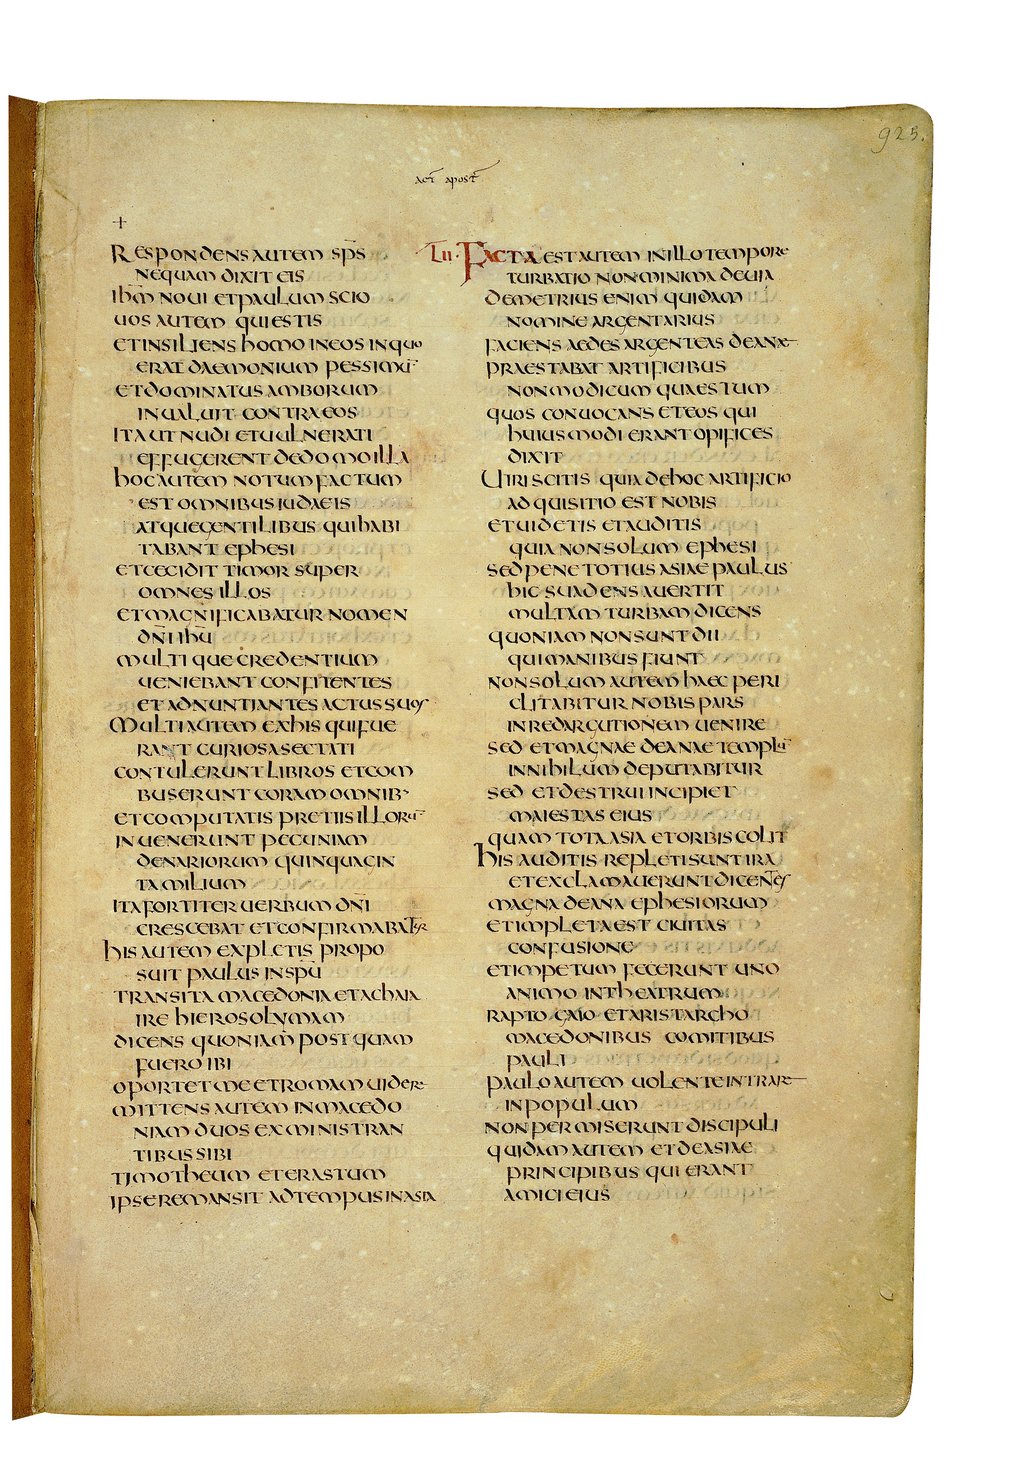 925.
act apost
+
Respondens autem sps
nequam dixit eis
ihm noui et paulum scio
uos autem qui estis
et insiliens homo in eos in quo
erat daemonium pessimū
et dominatus amborum
inualuit contra eos
ita ut nudi et uulnerati
effugerent de domo illa
hoc autem notum factum
est omnibus iudaeis
atque gentilibus qui habi
tabant ephesi
et cecidit timor super
omnes illos
et magnificabatur nomen
dn̄i ihū
multique credentium
ueniebant confitentes
et adnuntiantes actus suos
Multi autem ex his qui fue
rant curiosa sectati
contulerunt libros et com
buserunt coram omnib·
et computatis pretiis illorū
inuenerunt pecuniam
denariorum quinquagin
ta milium
ita fortiter uerbum dn̄i
crescebat et confirmabatur
his autem expletis propo
suit paulus in spū
transita macedonia et achaia
ire hierosolymam
dicens quoniam postquam
fuero ibi
oportet me et romam uidere
mittens autem in macedo
niam duos ex ministran
tibus sibi
timotheum et erastum
ipse remansit ad tempus in asia
LII· Facta est autem in illo tempore
turbatio non minima de uia
demetrius enim quidam
nomine argentarius
faciens aedes argenteas deanae
praestabat artificibus
non modicum quaestum
quos conuocans et eos qui
huiusmodi erant opifices
dixit
Uiri scitis quia de hoc artificio
adquisitio est nobis
et uidetis et auditis
quia non solum ephesi
sed pene totius asiae paulus
hic suadens auertit
multam turbam dicens
quoniam non sunt dii
qui manibus fiunt
non solum autem haec peri
clitabitur nobis pars
in redargutionem uenire
sed et magnae deanae templū
in nihilum deputabitur
sed et destrui incipiet
maiestas eius
quam tota asia et orbis colit
his auditis repleti sunt ira
et exclamauerunt dicentes
magna deana ephesiorum
et impleta est ciuitas
confusione
et impetum fecerunt uno
animo in theatrum
rapto gaio et aristarcho
macedonibus comitibus
pauli
paulo autem uolente intrare
in populum
non permiserunt discipuli
quidam autem et de asiae
principibus qui erant
amici eius